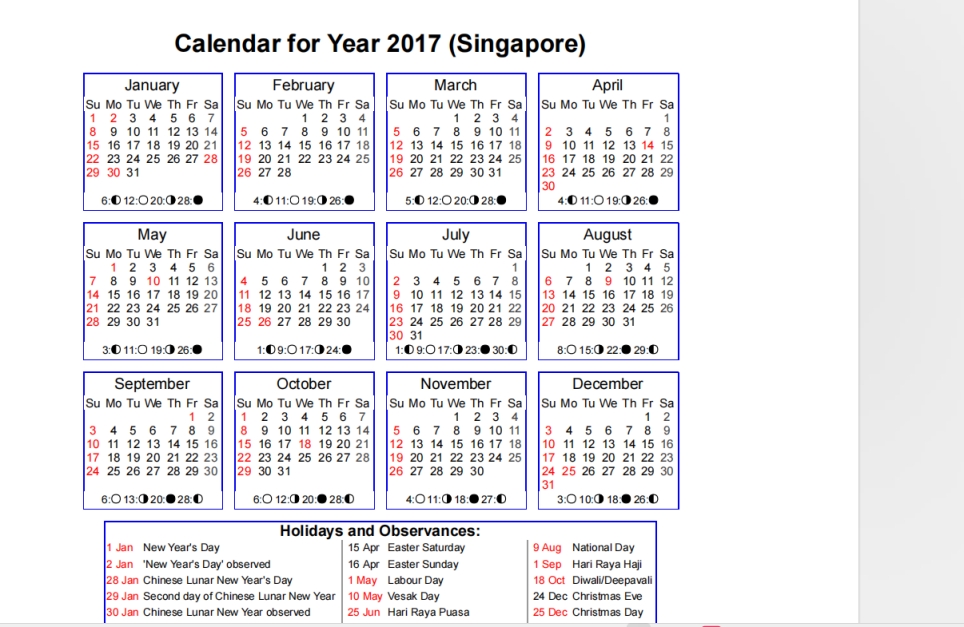 Calendar for Year 2017 (Singapore)
January
Su Mo Tu We Th Fr Sa
1 2 3 4 5 6 7
8 9 10 11 12 13 14
15 16 17 18 19 20 21
22 23 24 25 26 27 28
29 30 31
6:◐ 12:○ 20:◑ 28:●
February
Su Mo Tu We Th Fr Sa
1 2 3 4
5 6 7 8 9 10 11
12 13 14 15 16 17 18
19 20 21 22 23 24 25
26 27 28
4:◐ 11:○ 19:◑ 26:●
March
Su Mo Tu We Th Fr Sa
1 2 3 4
5 6 7 8 9 10 11
12 13 14 15 16 17 18
19 20 21 22 23 24 25
26 27 28 29 30 31
5:◐ 12:○ 20:◑ 28:●
April
Su Mo Tu We Th Fr Sa
1
2 3 4 5 6 7 8
9 10 11 12 13 14 15
16 17 18 19 20 21 22
23 24 25 26 27 28 29
30
4:◐ 11:○ 19:◑ 26:●
May
Su Mo Tu We Th Fr Sa
1 2 3 4 5 6
7 8 9 10 11 12 13
14 15 16 17 18 19 20
21 22 23 24 25 26 27
28 29 30 31
3:◐ 11:○ 19:◑ 26:●
June
Su Mo Tu We Th Fr Sa
1 2 3
4 5 6 7 8 9 10
11 12 13 14 15 16 17
18 19 20 21 22 23 24
25 26 27 28 29 30
1:◐ 9:○ 17:◑ 24:●
July
Su Mo Tu We Th Fr Sa
1
2 3 4 5 6 7 8
9 10 11 12 13 14 15
16 17 18 19 20 21 22
23 24 25 26 27 28 29
30 31
1:◐ 9:○ 17:◑ 23:● 30:◐
August
Su Mo Tu We Th Fr Sa
1 2 3 4 5
6 7 8 9 10 11 12
13 14 15 16 17 18 19
20 21 22 23 24 25 26
27 28 29 30 31
8:○ 15:◑ 22:● 29:◐
September
Su Mo Tu We Th Fr Sa
1 2
3 4 5 6 7 8 9
10 11 12 13 14 15 16
17 18 19 20 21 22 23
24 25 26 27 28 29 30
6:○ 13:◑ 20:● 28:◐
October
Su Mo Tu We Th Fr Sa
1 2 3 4 5 6 7
8 9 10 11 12 13 14
15 16 17 18 19 20 21
22 23 24 25 26 27 28
29 30 31
6:○ 12:◑ 20:● 28:◐
November
Su Mo Tu We Th Fr Sa
1 2 3 4
5 6 7 8 9 10 11
12 13 14 15 16 17 18
19 20 21 22 23 24 25
26 27 28 29 30
4:○ 11:◑ 18:● 27:◐
December
Su Mo Tu We Th Fr Sa
1 2
3 4 5 6 7 8 9
10 11 12 13 14 15 16
17 18 19 20 21 22 23
24 25 26 27 28 29 30
31
3:○ 10:◑ 18:● 26:◐
Holidays and Observances:
1 Jan New Year's Day
2 Jan 'New Year's Day' observed
28 Jan Chinese Lunar New Year's Day
29 Jan Second day of Chinese Lunar New Year
30 Jan Chinese Lunar New Year observed
15 Apr Easter Saturday
16 Apr Easter Sunday
1 May Labour Day
10 May Vesak Day
25 Jun Hari Raya Puasa
9 Aug National Day
1 Sep Hari Raya Haji
18 Oct Diwali/Deepavali
24 Dec Christmas Eve
25 Dec Christmas Day